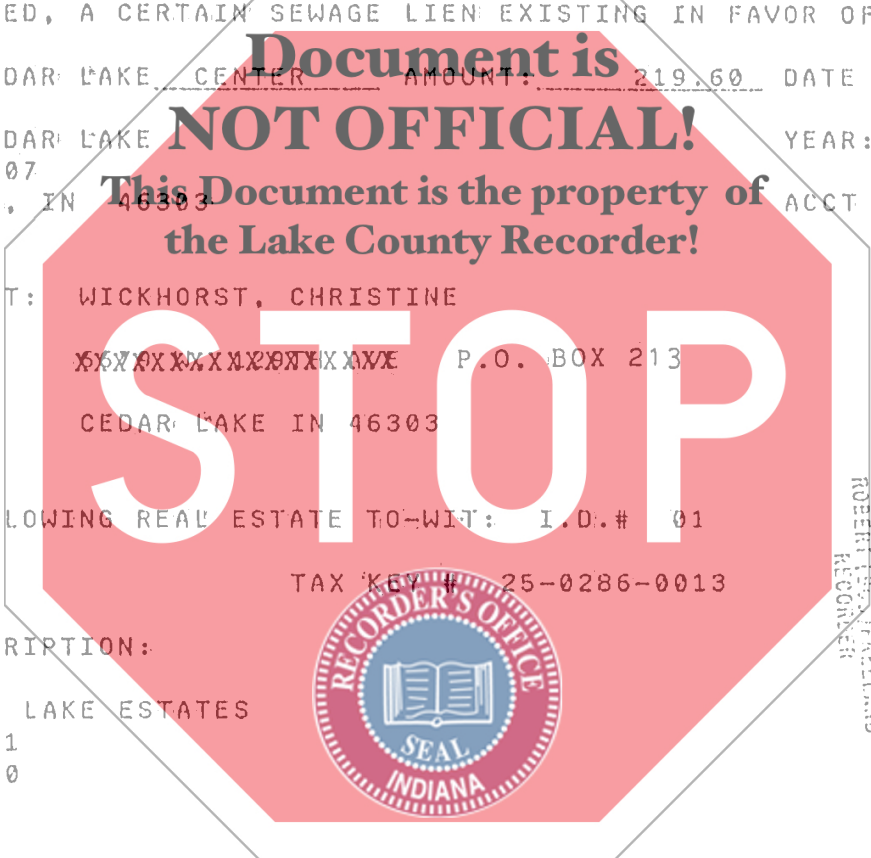 ED, A CERTAIN SEWAGE LIEN EXISTING IN FAVOR OF
Document is
DAR LAKE CENTER AMOUNT: 219.60 DATE
NOT OFFICIAL!
DAR LAKE YEAR:
07
This Document is the property of
, IN 46303 ACCT
the Lake County Recorder!
T: WICKHORST, CHRISTINE
STOP
P.O. BOX 213
CEDAR LAKE IN 46303
LOWING REAL ESTATE TO-WIT: I.D.# 01
TAX KEY # 25-0286-0013
RECORDER
RECORDER'S OFFICE
SEAL
INDIANA
RIPTION:
LAKE ESTATES
1
0